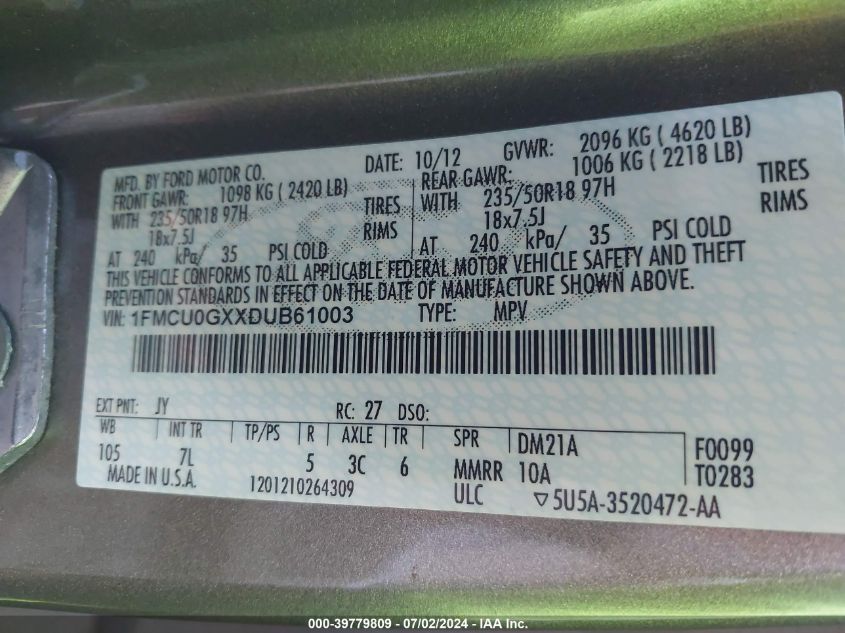 MFD. BY FORD MOTOR CO. DATE: 10/12 GVWR: 2096 KG ( 4620 LB)
FRONT GAWR: 1098 KG ( 2420 LB) REAR GAWR: 1006 KG ( 2218 LB)
WITH 235/50R18 97H TIRES WITH 235/50R18 97H TIRES
18x7.5J RIMS 18x7.5J RIMS
AT 240 kPa/ 35 PSI COLD AT 240 kPa/ 35 PSI COLD
THIS VEHICLE CONFORMS TO ALL APPLICABLE FEDERAL MOTOR VEHICLE SAFETY AND THEFT
PREVENTION STANDARDS IN EFFECT ON THE DATE OF MANUFACTURE SHOWN ABOVE.
VIN: 1FMCU0GXXDUB61003 TYPE: MPV
EXT PNT: JY RC: 27 DSO:
WB INT TR TP/PS R AXLE TR SPR DM21A F0099
105 7L 5 3C 6 MMRR 10A T0283
MADE IN U.S.A. 1201210264309 ULC ▽5U5A-3520472-AA
000-39779809 - 07/02/2024 - IAA Inc.